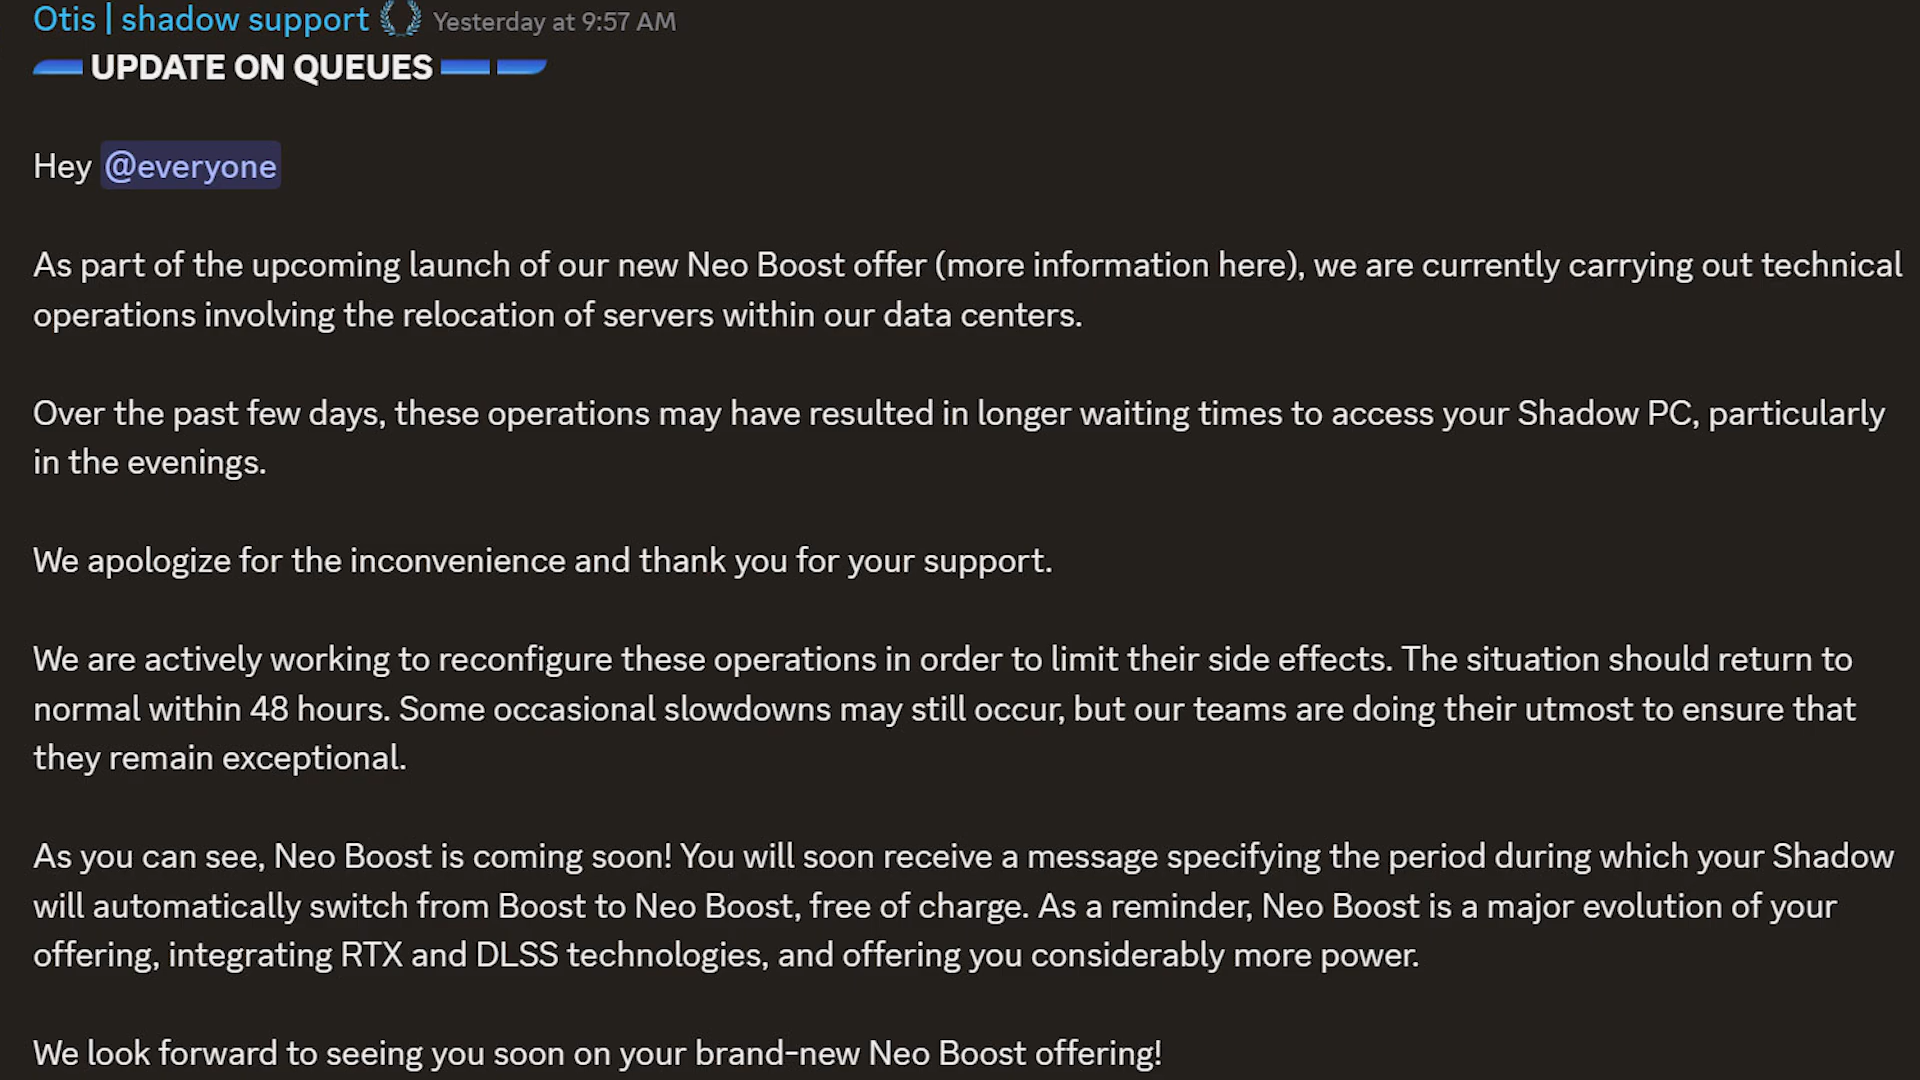 Otis | shadow support Yesterday at 9:57 AM
UPDATE ON QUEUES
Hey @everyone
As part of the upcoming launch of our new Neo Boost offer (more information here), we are currently carrying out technical
operations involving the relocation of servers within our data centers.
Over the past few days, these operations may have resulted in longer waiting times to access your Shadow PC, particularly
in the evenings.
We apologize for the inconvenience and thank you for your support.
We are actively working to reconfigure these operations in order to limit their side effects. The situation should return to
normal within 48 hours. Some occasional slowdowns may still occur, but our teams are doing their utmost to ensure that
they remain exceptional.
As you can see, Neo Boost is coming soon! You will soon receive a message specifying the period during which your Shadow
will automatically switch from Boost to Neo Boost, free of charge. As a reminder, Neo Boost is a major evolution of your
offering, integrating RTX and DLSS technologies, and offering you considerably more power.
We look forward to seeing you soon on your brand-new Neo Boost offering!